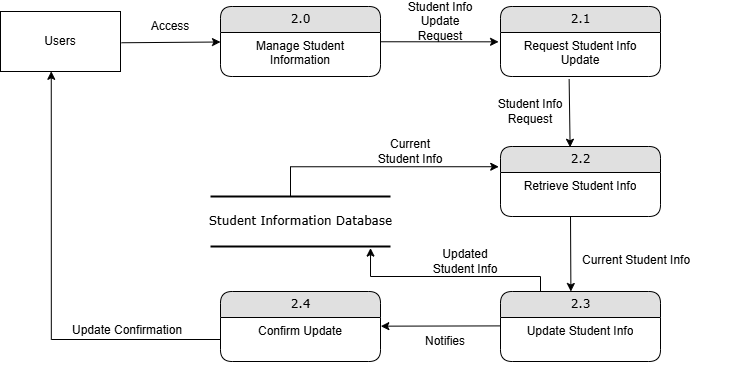 Student Info
Update
Request
2.0
2.1
Users
Access
Manage Student
Information
Request Student Info
Update
Student Info
Request
Current
Student Info
2.2
Retrieve Student Info
Student Information Database
Updated
Student Info
Current Student Info
2.4
2.3
Update Confirmation
Confirm Update
Notifies
Update Student Info